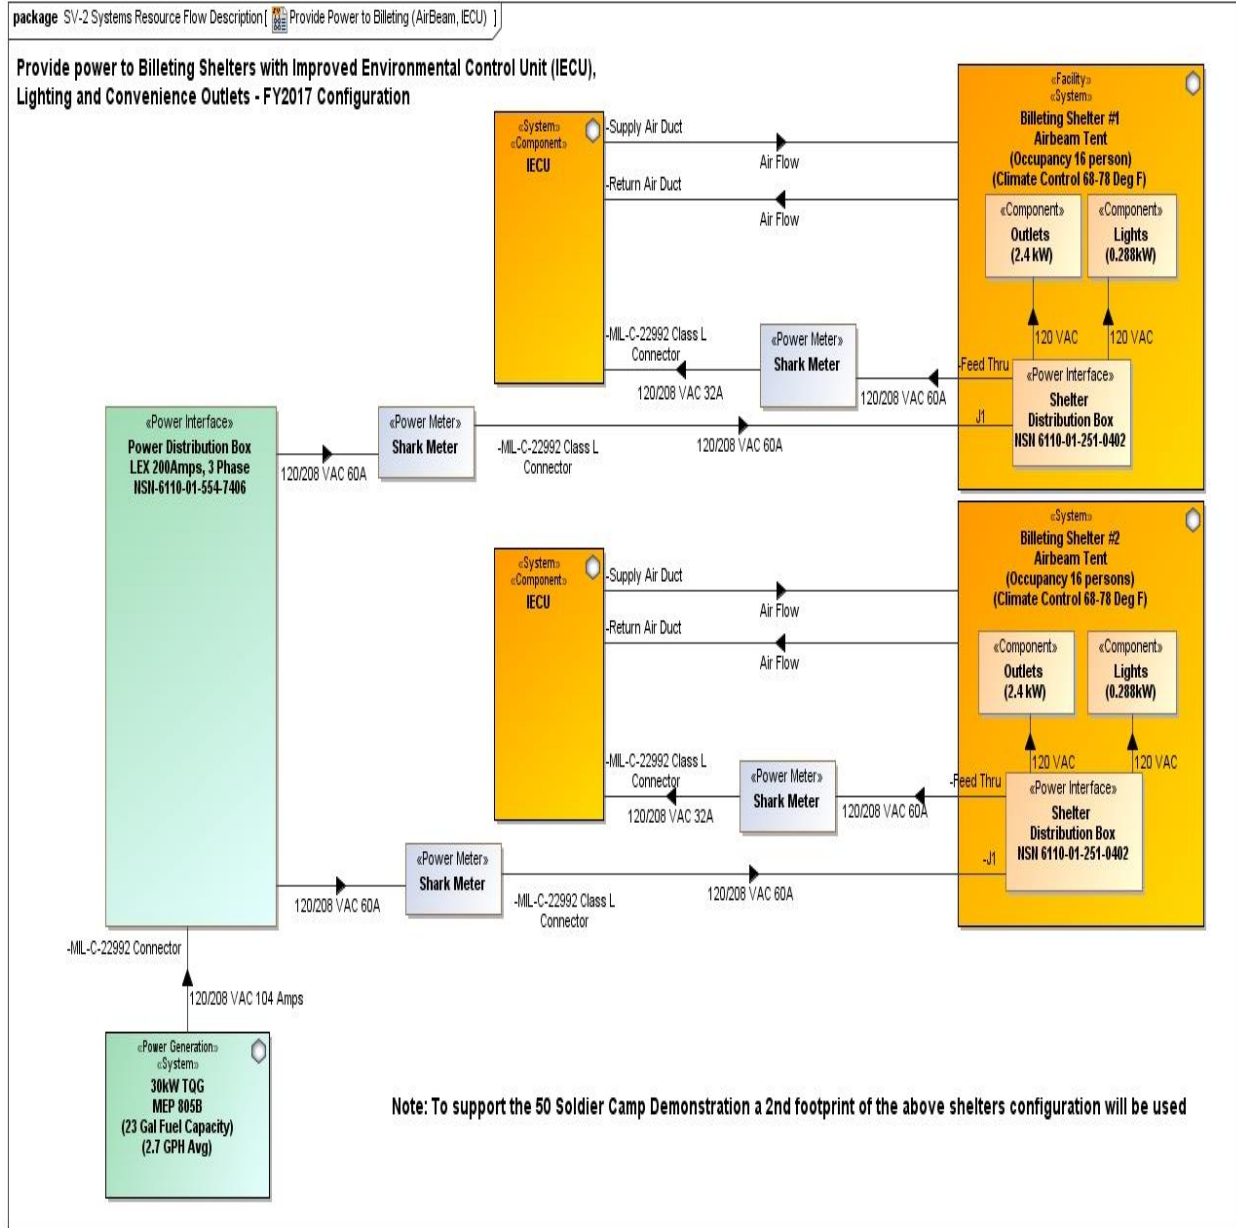 package SV-2 Systems Resource Flow Description[ Provide Power to Billeting (AirBeam, IECU) ]
Provide power to Billeting Shelters with Improved Environmental Control Unit (IECU),
Lighting and Convenience Outlets - FY2017 Configuration
«System»
«Component»
IECU
-Supply Air Duct
Air Flow
-Return Air Duct
Air Flow
-MIL-C-22992 Class L
Connector
120/208 VAC 32A
«Power Meter»
Shark Meter
120/208 VAC 60A
«Facility»
«System»
Billeting Shelter #1
Airbeam Tent
(Occupancy 16 person)
(Climate Control 68-78 Deg F)
«Component»
Outlets
(2.4 kW)
«Component»
Lights
(0.288kW)
120 VAC
120 VAC
-Feed Thru
J1
«Power Interface»
Shelter
Distribution Box
NSN 6110-01-251-0402
«Power Interface»
Power Distribution Box
LEX 200Amps, 3 Phase
NSN-6110-01-554-7406
120/208 VAC 60A
«Power Meter»
Shark Meter
-MIL-C-22992 Class L
Connector
120/208 VAC 60A
«System»
«Component»
IECU
-Supply Air Duct
Air Flow
-Return Air Duct
Air Flow
-MIL-C-22992 Class L
Connector
120/208 VAC 32A
«Power Meter»
Shark Meter
120/208 VAC 60A
«System»
Billeting Shelter #2
Airbeam Tent
(Occupancy 16 persons)
(Climate Control 68-78 Deg F)
«Component»
Outlets
(2.4 kW)
«Component»
Lights
(0.288kW)
120 VAC
120 VAC
-Feed Thru
-J1
«Power Interface»
Shelter
Distribution Box
NSN 6110-01-251-0402
120/208 VAC 60A
«Power Meter»
Shark Meter
-MIL-C-22992 Class L
Connector
120/208 VAC 60A
-MIL-C-22992 Connector
120/208 VAC 104 Amps
«Power Generation»
«System»
30kW TQG
MEP 805B
(23 Gal Fuel Capacity)
(2.7 GPH Avg)
Note: To support the 50 Soldier Camp Demonstration a 2nd footprint of the above shelters configuration will be used